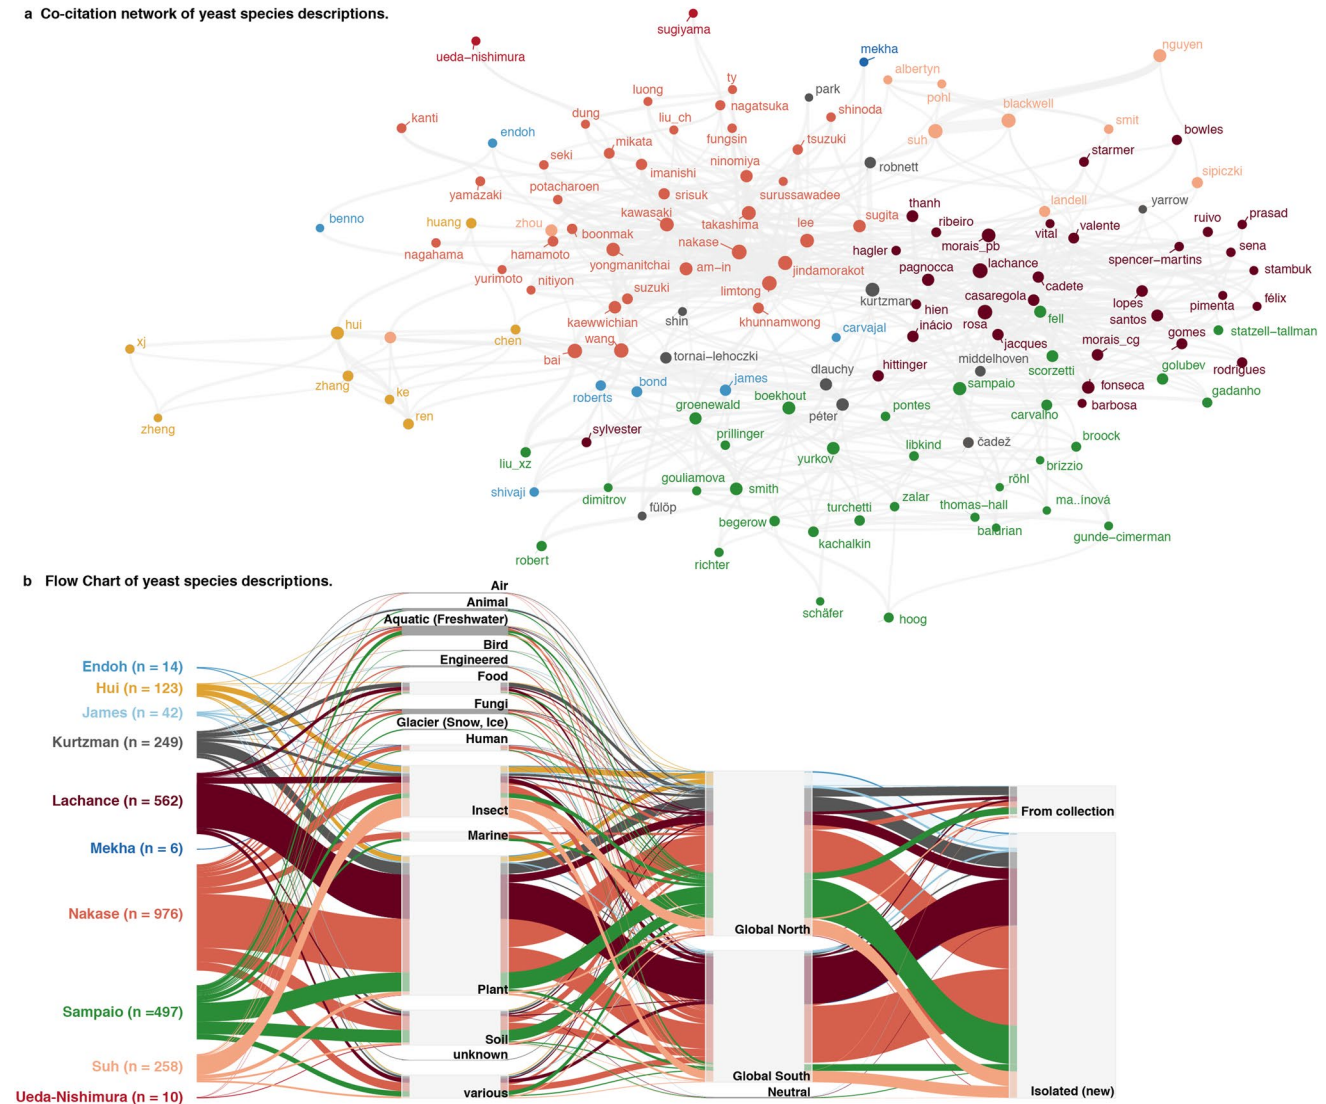 a Co-citation network of yeast species descriptions.
sugiyama
ueda-nishimura
mekha
nguyen
albertyn
ty
park
pohl
luong
nagatsuka
shinoda
blackwell
kanti
dung
liu_ch
smit
endoh
fungsin
tsuzuki
suh
bowles
mikata
starmer
seki
ninomiya
robnett
imanishi
sipiczki
yamazaki
potacharoen
srisuk
surussawadee
landell
yarrow
thanh
benno
huang
zhou
kawasaki
takashima
lee
sugita
ribeiro
vital
valente
ruivo
prasad
boonmak
nakase
morais_pb
hagler
sena
nagahama
hamamoto
yongmanitchai
am-in
jindamorakot
pagnocca
lachance
spencer-martins
stambuk
yurimoto
nitiyon
suzuki
limtong
kurtzman
casaregola
cadete
lopes
pimenta
félix
kaewwichian
shin
khunnamwong
hien
rosa
fell
santos
hui
chen
wang
carvajal
inácio
jacques
morais_cg
gomes
statzell-tallman
xj
bai
tornai-lehoczki
middelhoven
scorzetti
golubev
rodrigues
zhang
ke
roberts
bond
james
dlauchy
hittinger
sampaio
fonseca
gadanho
ren
groenewald
boekhout
péter
pontes
carvalho
barbosa
zheng
sylvester
prillinger
yurkov
libkind
čadež
broock
liu_xz
brizzio
shivaji
dimitrov
gouliamova
smith
röhl
fülöp
turchetti
zalar
thomas-hall
ma..inová
begerow
kachalkin
gunde-cimerman
robert
richter
schäfer
hoog
b Flow Chart of yeast species descriptions.
Air
Animal
Aquatic (Freshwater)
Bird
Engineered
Food
Fungi
Glacier (Snow, Ice)
Human
Insect
Marine
Plant
Soil
unknown
various
Endoh (n = 14)
Hui (n = 123)
James (n = 42)
Kurtzman (n = 249)
Lachance (n = 562)
Mekha (n = 6)
Nakase (n = 976)
Sampaio (n =497)
Suh (n = 258)
Ueda-Nishimura (n = 10)
Global North
Global South
Neutral
From collection
Isolated (new)